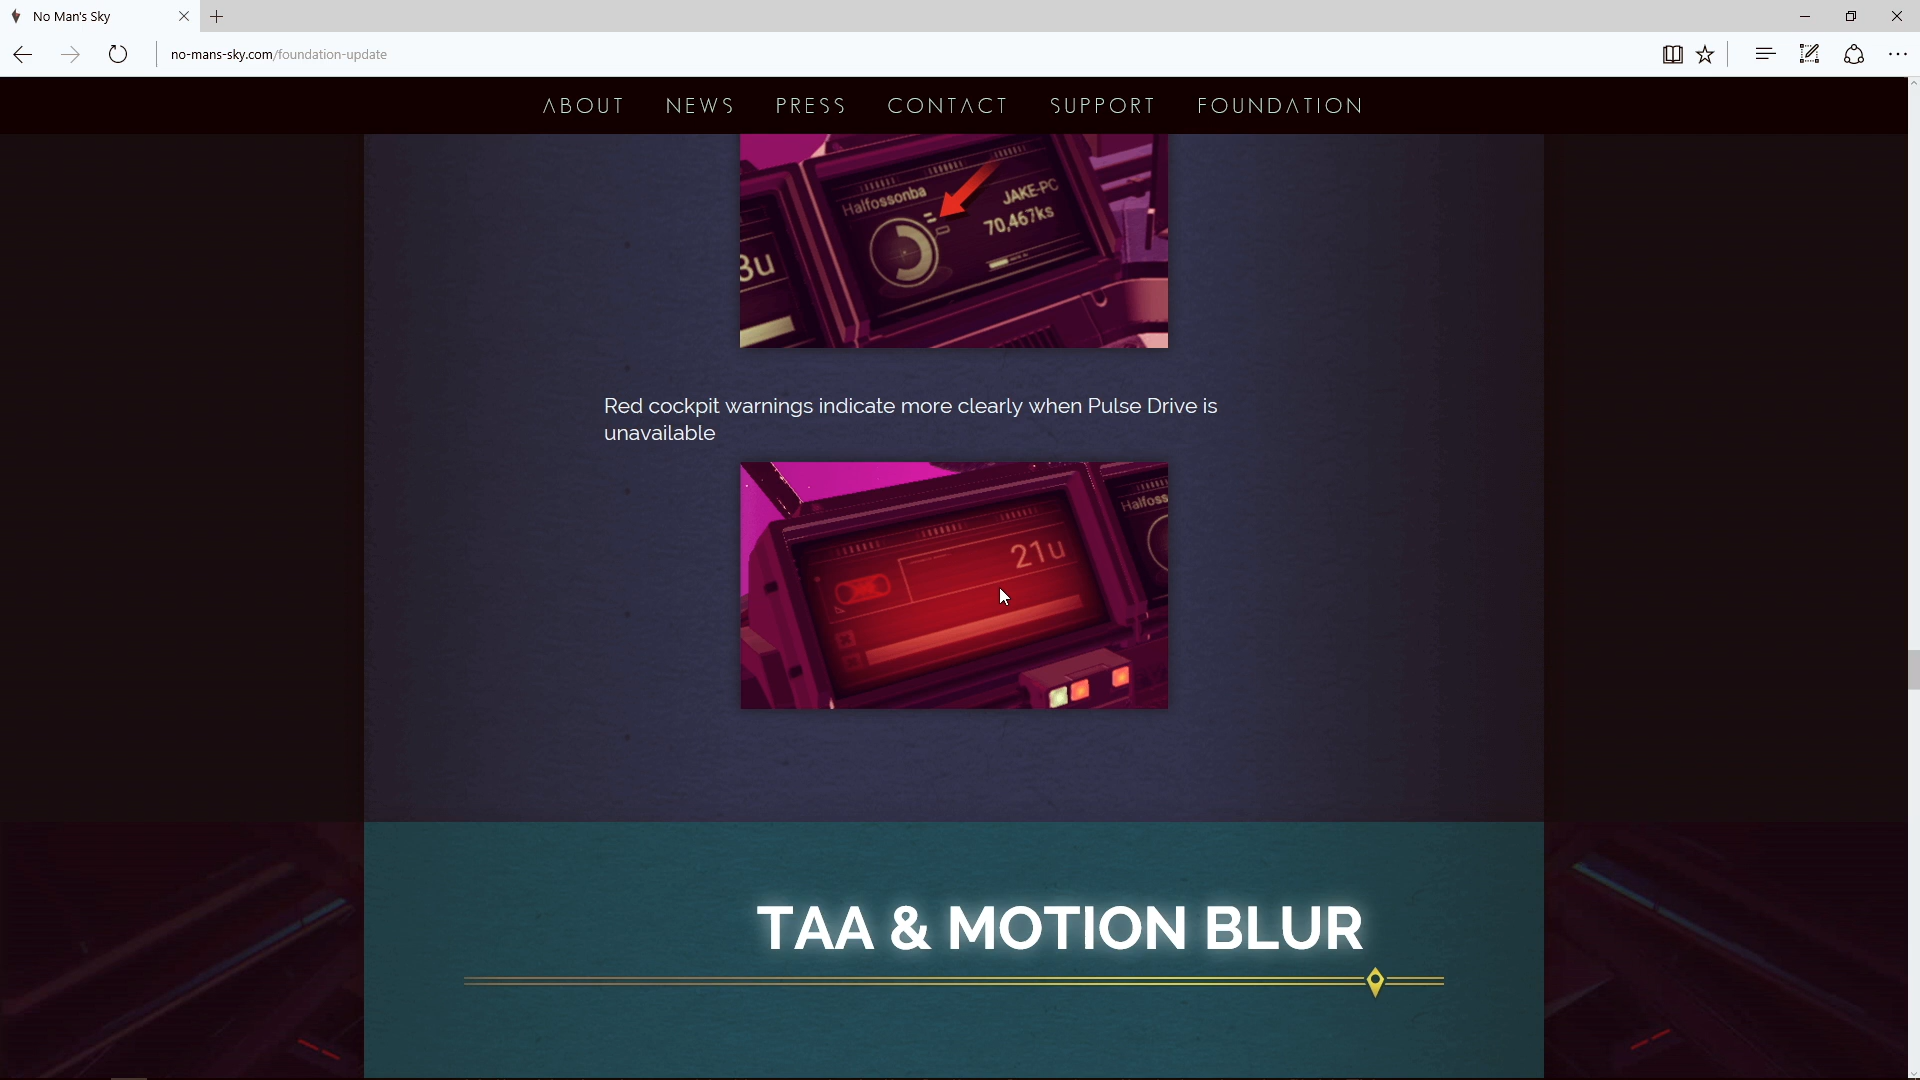 No Man's Sky
no-mans-sky.com/foundation-update
ABOUT NEWS PRESS CONTACT SUPPORT FOUNDATION
Halfossonba
JAKE-PC
70,467ks
3u
Red cockpit warnings indicate more clearly when Pulse Drive is
unavailable
Halfoss
21u
TAA & MOTION BLUR